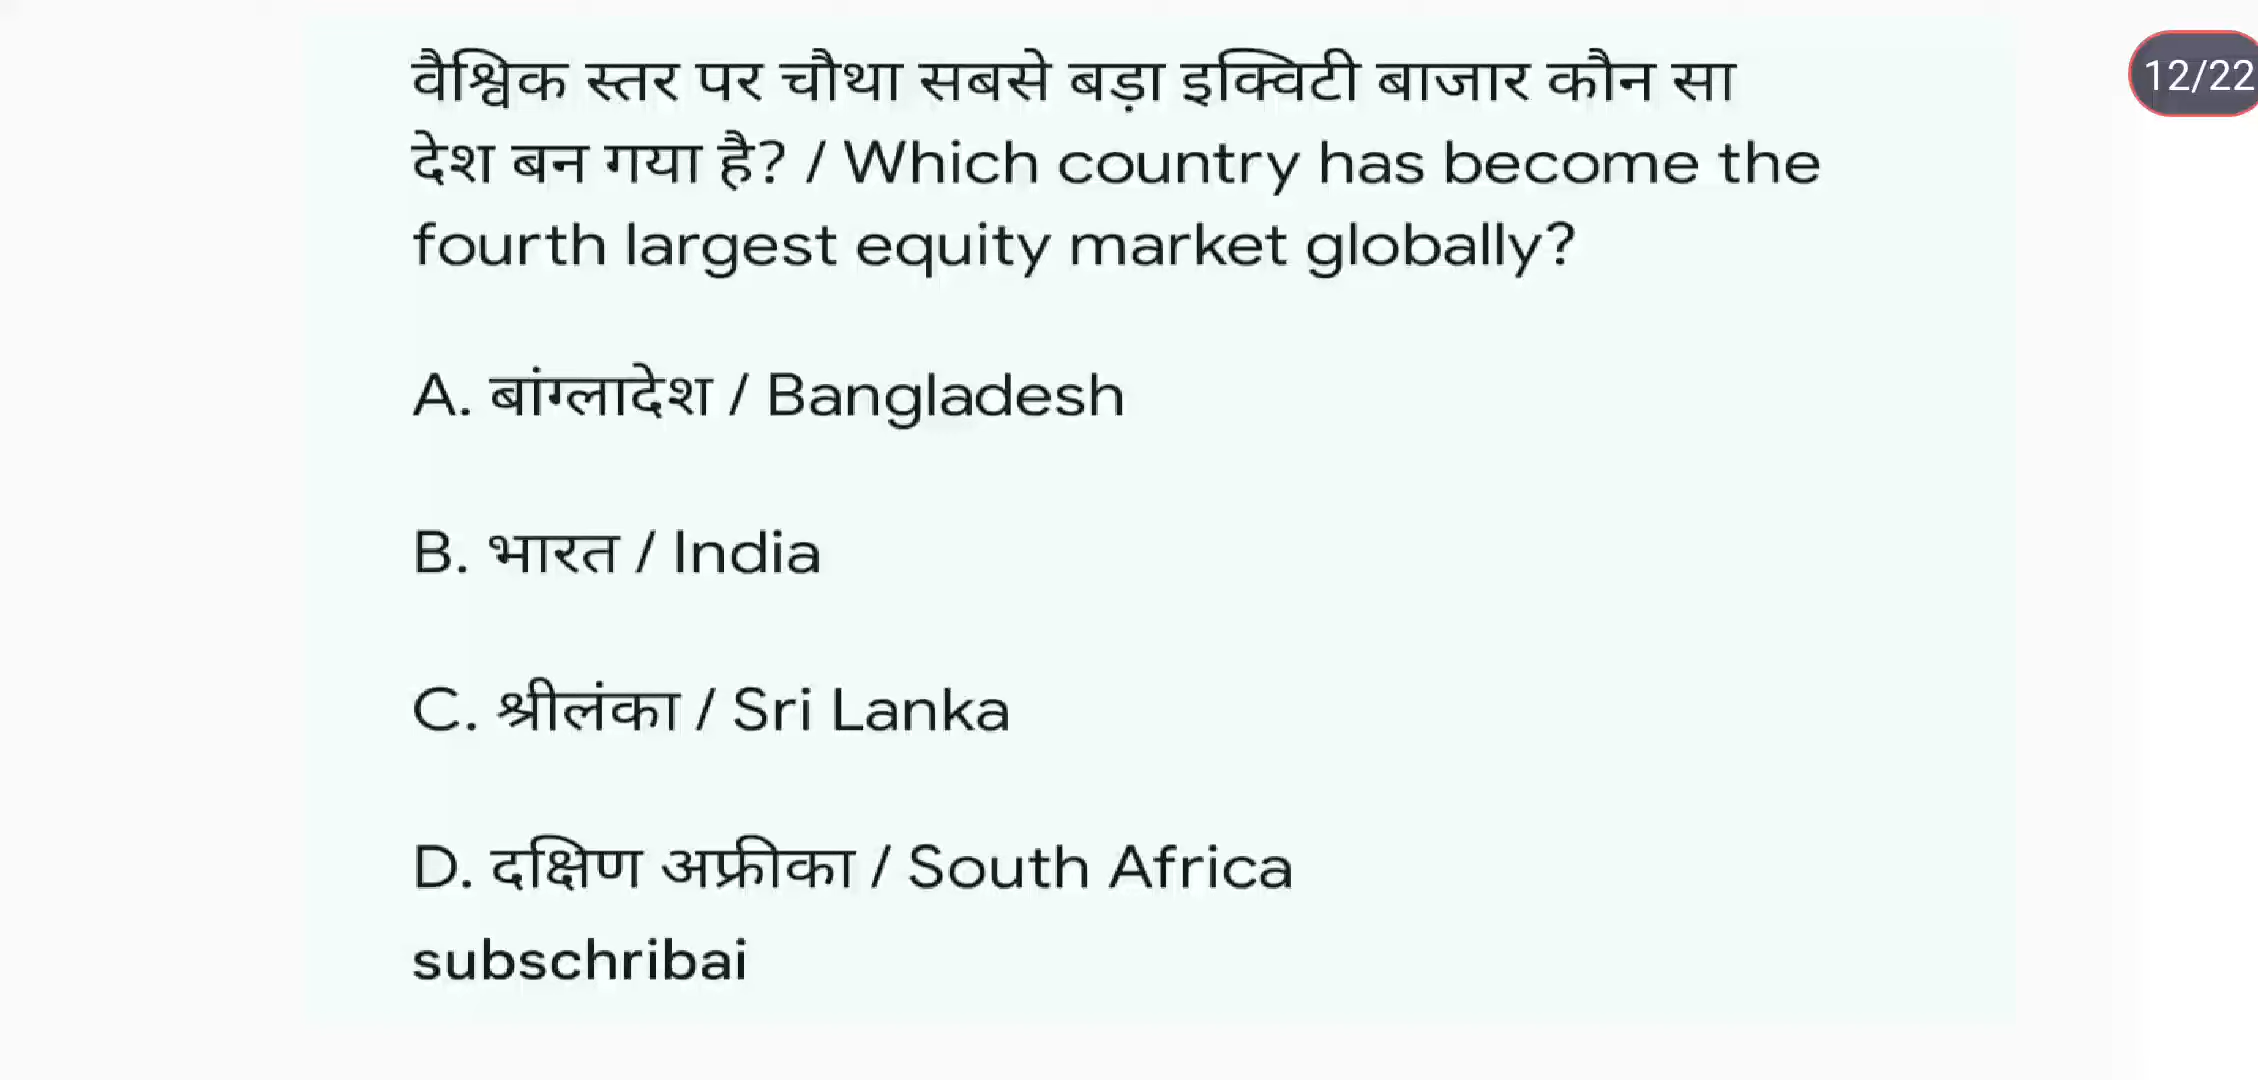 वैश्विक स्तर पर चौथा सबसे बड़ा इक्विटी बाजार कौन सा
देश बन गया है? / Which country has become the
fourth largest equity market globally?
A. बांग्लादेश / Bangladesh
B. भारत / India
C. श्रीलंका / Sri Lanka
D. दक्षिण अफ्रीका / South Africa
subschribai
12/22